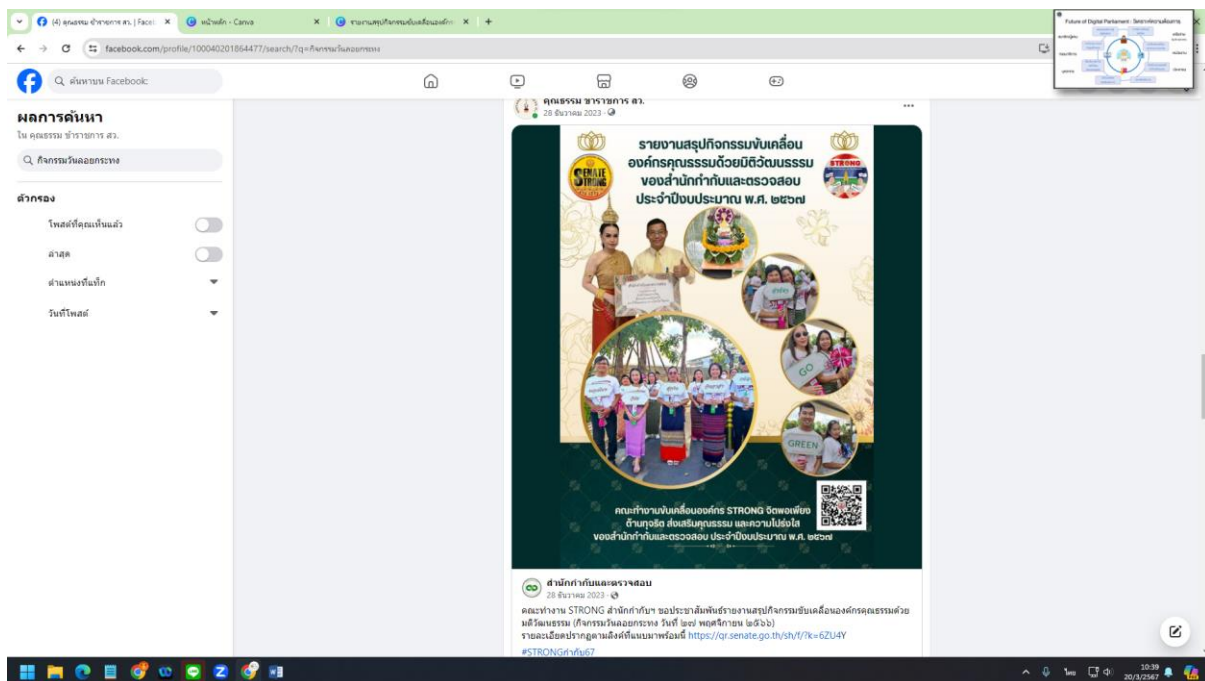 (4) คุณธรรม ข้าราชการ สว. | Facel
หน้าหลัก - Canva
รายงานสรุปกิจกรรมขับเคลื่อนองค์ก
facebook.com/profile/100040201864477/search/?q=กิจกรรมวันลอยกระทง
Future of Digital Parliament : วิเคราะห์ความต้องการ
ค้นหาบน Facebook:
ผลการค้นหา
ใน คุณธรรม ข้าราชการ สว.
กิจกรรมวันลอยกระทง
ตัวกรอง
โพสต์ที่คุณเห็นแล้ว
ล่าสุด
ตำแหน่งที่แท็ก
วันที่โพสต์
คุณธรรม ข้าราชการ สว.
28 ธันวาคม 2023
รายงานสรุปกิจกรรมขับเคลื่อน
องค์กรคุณธรรมด้วยมิติวัฒนธรรม
ของสำนักกำกับและตรวจสอบ
ประจำปีงบประมาณ พ.ศ. ๒๕๖๗
SENATE
STRONG
STRONG
GO
GREEN
คณะทำงานขับเคลื่อนองค์กร STRONG จิตพอเพียง
ต้านทุจริต ส่งเสริมคุณธรรม และความโปร่งใส
ของสำนักกำกับและตรวจสอบ ประจำปีงบประมาณ พ.ศ. ๒๕๖๗
สำนักกำกับและตรวจสอบ
28 ธันวาคม 2023
คณะทำงาน STRONG สำนักกำกับฯ ขอประชาสัมพันธ์รายงานสรุปกิจกรรมขับเคลื่อนองค์กรคุณธรรมด้วย
มิติวัฒนธรรม (กิจกรรมวันลอยกระทง วันที่ ๒๗ พฤศจิกายน ๒๕๖๖)
รายละเอียดปรากฏตามลิงค์ที่แนบมาพร้อมนี้ https://qr.senate.go.th/sh/f/?k=6ZU4Y
#STRONGกำกับ67
ไทย
10:39
20/3/2567